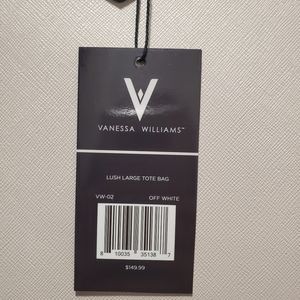 VANESSA WILLIAMS™
LUSH LARGE TOTE BAG
VW-02 OFF WHITE
8 10035 35138 7
$149.99